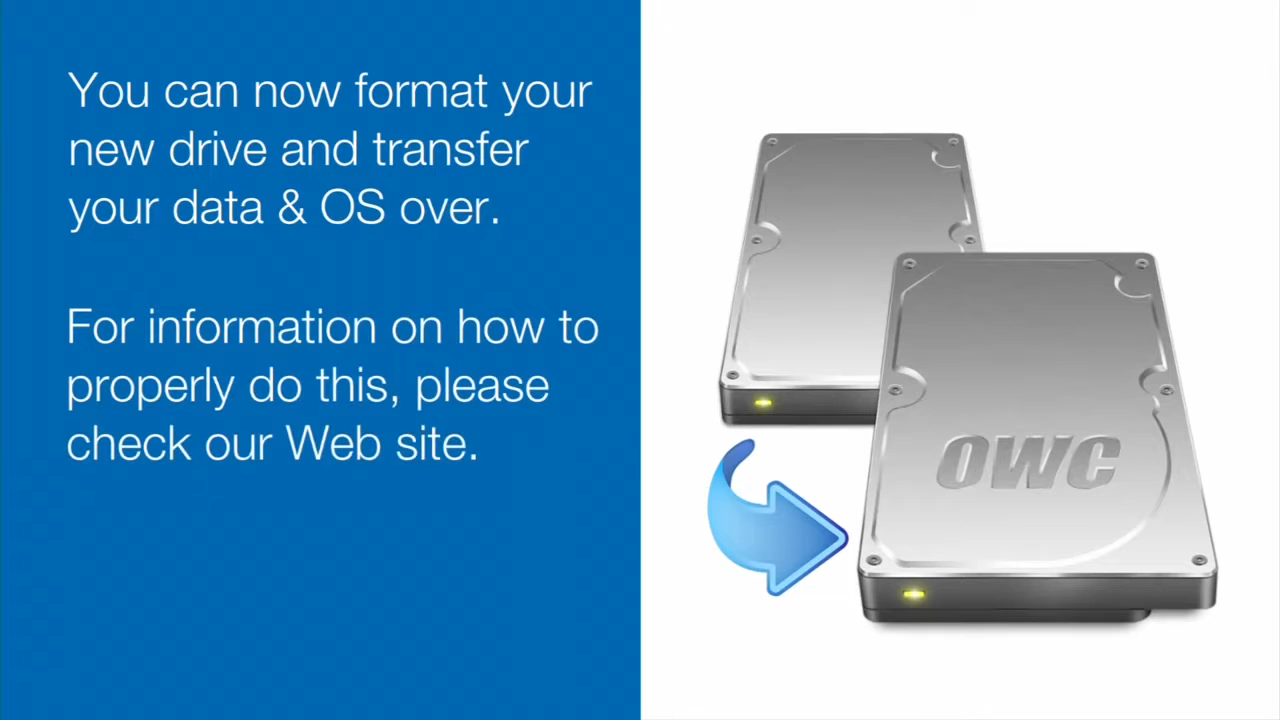 You can now format your
new drive and transfer
your data & OS over.
For information on how to
properly do this, please
check our Web site.
OWC